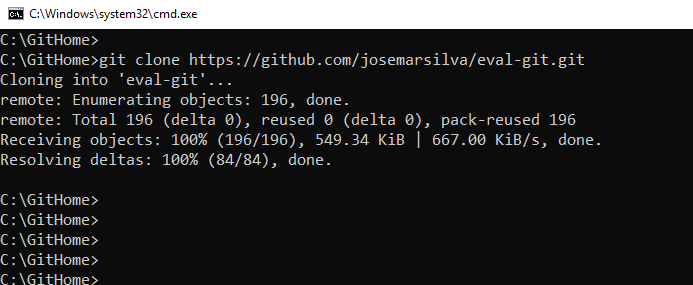 C:\Windows\system32\cmd.exe
C:\GitHome>
C:\GitHome>git clone https://github.com/josemarsilva/eval-git.git
Cloning into 'eval-git'...
remote: Enumerating objects: 196, done.
remote: Total 196 (delta 0), reused 0 (delta 0), pack-reused 196
Receiving objects: 100% (196/196), 549.34 KiB | 667.00 KiB/s, done.
Resolving deltas: 100% (84/84), done.
C:\GitHome>
C:\GitHome>
C:\GitHome>
C:\GitHome>
C:\GitHome>